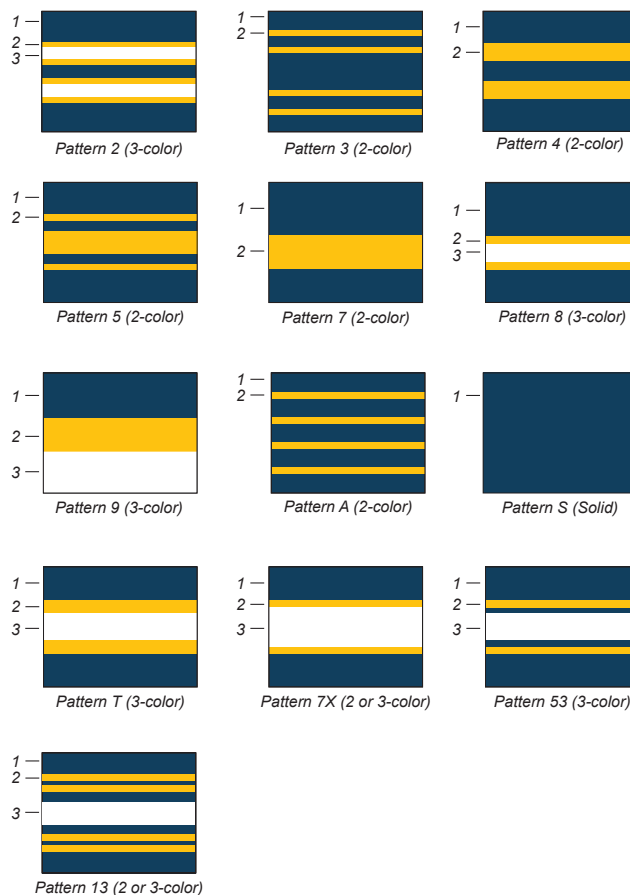 1
2
3
Pattern 2 (3-color)
1
2
Pattern 3 (2-color)
1
2
Pattern 4 (2-color)
1
2
Pattern 5 (2-color)
1
2
Pattern 7 (2-color)
1
2
3
Pattern 8 (3-color)
1
2
3
Pattern 9 (3-color)
1
2
Pattern A (2-color)
1
Pattern S (Solid)
1
2
3
Pattern T (3-color)
1
2
3
Pattern 7X (2 or 3-color)
1
2
3
Pattern 53 (3-color)
1
2
3
Pattern 13 (2 or 3-color)